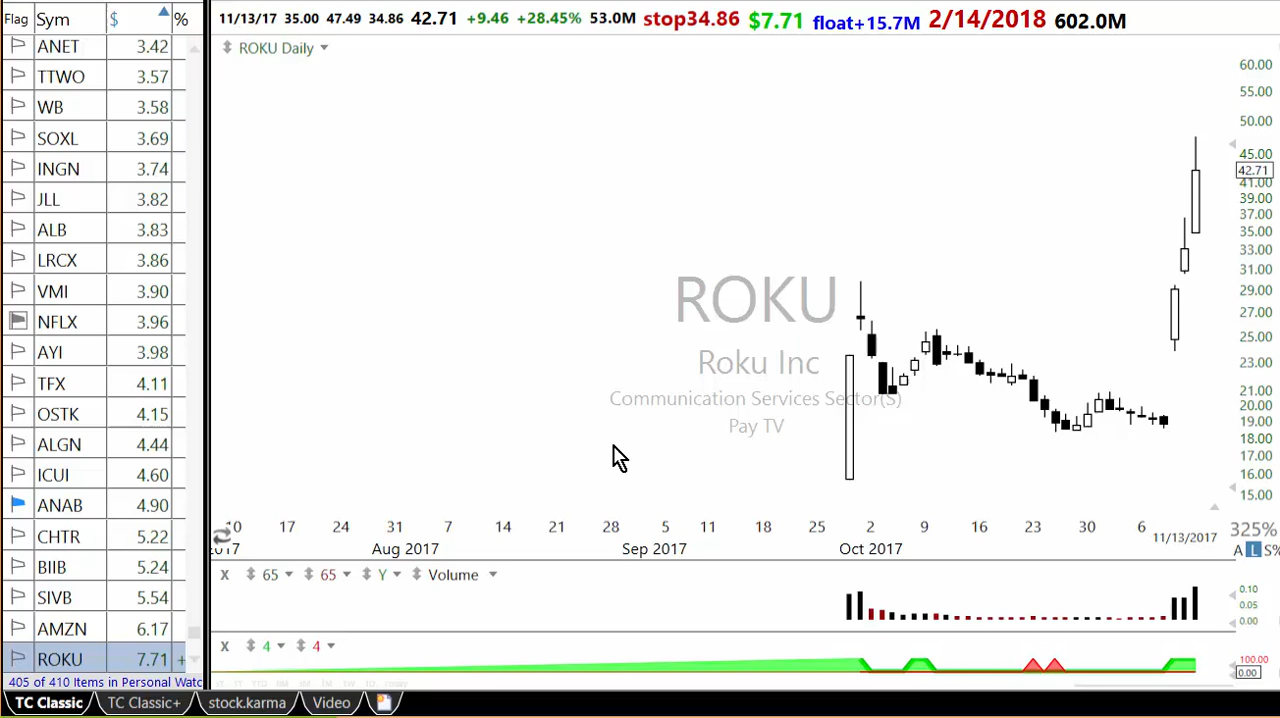 Flag Sym $ %
ANET 3.42
TTWO 3.57
WB 3.58
SOXL 3.69
INGN 3.74
JLL 3.82
ALB 3.83
LRCX 3.86
VMI 3.90
NFLX 3.96
AYI 3.98
TFX 4.11
OSTK 4.15
ALGN 4.44
ICUI 4.60
ANAB 4.90
CHTR 5.22
BIIB 5.24
SIVB 5.54
AMZN 6.17
ROKU 7.71 +
405 of 410 Items in Personal Watc
11/13/17 35.00 47.49 34.86 42.71 +9.46 +28.45% 53.0M stop34.86 $7.71 float+15.7M 2/14/2018 602.0M
ROKU Daily
ROKU
Roku Inc
Communication Services Sector(S)
Pay TV
60.00
55.00
50.00
45.00
42.71
41.00
39.00
37.00
35.00
33.00
31.00
29.00
27.00
25.00
23.00
21.00
20.00
19.00
18.00
17.00
16.00
15.00
10 17 24 31 7 14 21 28 5 11 18 25 2 9 16 23 30 6 11/13/2017
325%
Aug 2017 Sep 2017 Oct 2017
A L S%
X 65 65 Y Volume
0.10
0.05
0.00
X 4 4
100.00
0.00
TC Classic TC Classic+ stock.karma Video